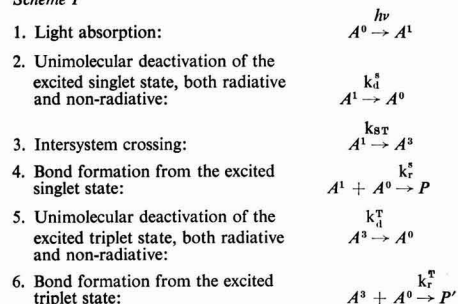 Scheme 1
hν
1. Light absorption: A⁰ → A¹
2. Unimolecular deactivation of the
excited singlet state, both radiative kₔˢ
and non-radiative: A¹ → A⁰
kST
3. Intersystem crossing: A¹ → A³
4. Bond formation from the excited kᵣˢ
singlet state: A¹ + A⁰ → P
5. Unimolecular deactivation of the kdᵀ
excited triplet state, both radiative A³ → A⁰
and non-radiative:
6. Bond formation from the excited kᵣᵀ
triplet state: A³ + A⁰ → P′